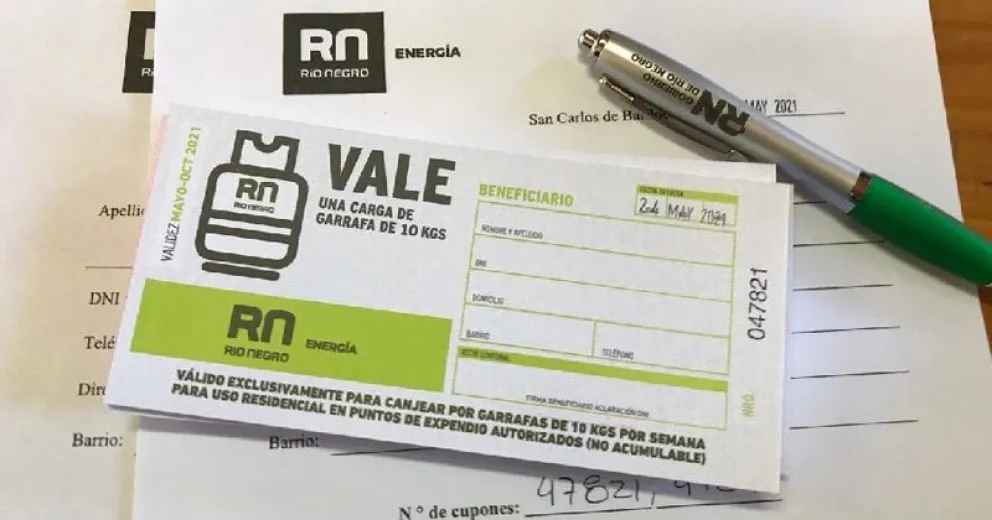 RN
RIO NEGRO
ENERGÍA
MAY 2021
San Carlos de
GOBIERNO
DE RÍO NEGRO
RN
VALIDEZ MAYO-OCT 2021
RN
RIO NEGRO
VALE
UNA CARGA DE
GARRAFA DE 10 KGS
BENEFICIARIO
FECHA ENTREGA
24 MAY 2021
NOMBRE Y APELLIDO
DNI
DOMICILIO
BARRIO
TELÉFONO
FIRMA BENEFICIARIO ACLARACIÓN DNI
NRO
047821
RN
RIO NEGRO
ENERGÍA
VÁLIDO EXCLUSIVAMENTE PARA CANJEAR POR GARRAFAS DE 10 KGS POR SEMANA
PARA USO RESIDENCIAL EN PUNTOS DE EXPENDIO AUTORIZADOS (NO ACUMULABLE)
Apelli
DNI
Telé
Dir
Barrio:
Barrio:
N° de cupones: 47821,